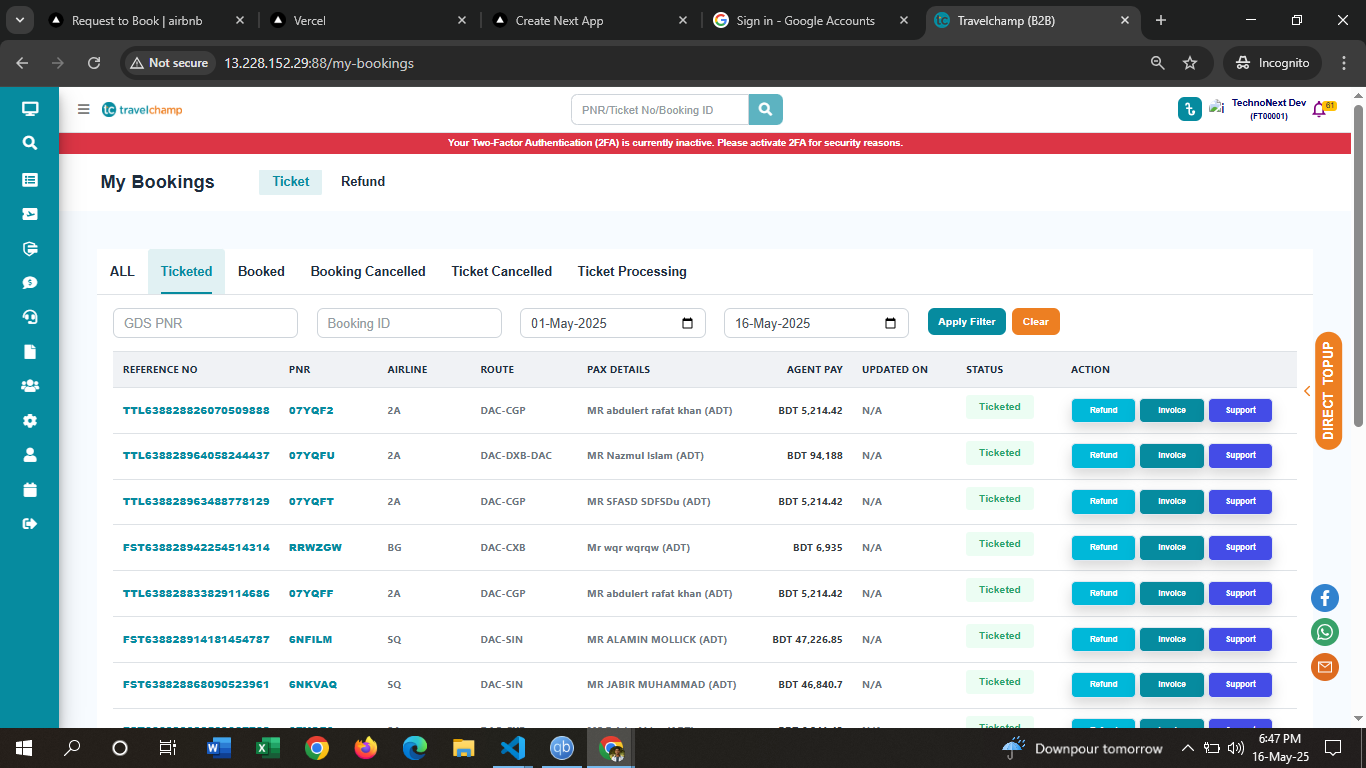 Request to Book | airbnb
Vercel
Create Next App
Sign in - Google Accounts
Travelchamp (B2B)
Not secure
13.228.152.29:88/my-bookings
Incognito
tc travelchamp
PNR/Ticket No/Booking ID
TechnoNext Dev
(FT00001)
61
Your Two-Factor Authentication (2FA) is currently inactive. Please activate 2FA for security reasons.
My Bookings
Ticket
Refund
ALL
Ticketed
Booked
Booking Cancelled
Ticket Cancelled
Ticket Processing
GDS PNR
Booking ID
01-May-2025
16-May-2025
Apply Filter
Clear
DIRECT TOPUP
REFERENCE NO PNR AIRLINE ROUTE PAX DETAILS AGENT PAY UPDATED ON STATUS ACTION
TTL638828826070509888 07YQF2 2A DAC-CGP MR abdulert rafat khan (ADT) BDT 5,214.42 N/A Ticketed Refund Invoice Support
TTL638828964058244437 07YQFU 2A DAC-DXB-DAC MR Nazmul Islam (ADT) BDT 94,188 N/A Ticketed Refund Invoice Support
TTL638828963488778129 07YQFT 2A DAC-CGP MR SFASD SDFSDu (ADT) BDT 5,214.42 N/A Ticketed Refund Invoice Support
FST638828942254514314 RRWZGW BG DAC-CXB Mr wqr wqrqw (ADT) BDT 6,935 N/A Ticketed Refund Invoice Support
TTL638828833829114686 07YQFF 2A DAC-CGP MR abdulert rafat khan (ADT) BDT 5,214.42 N/A Ticketed Refund Invoice Support
FST638828914181454787 6NFILM SQ DAC-SIN MR ALAMIN MOLLICK (ADT) BDT 47,226.85 N/A Ticketed Refund Invoice Support
FST638828868090523961 6NKVAQ SQ DAC-SIN MR JABIR MUHAMMAD (ADT) BDT 46,840.7 N/A Ticketed Refund Invoice Support
Ticketed
Downpour tomorrow
6:47 PM
16-May-25